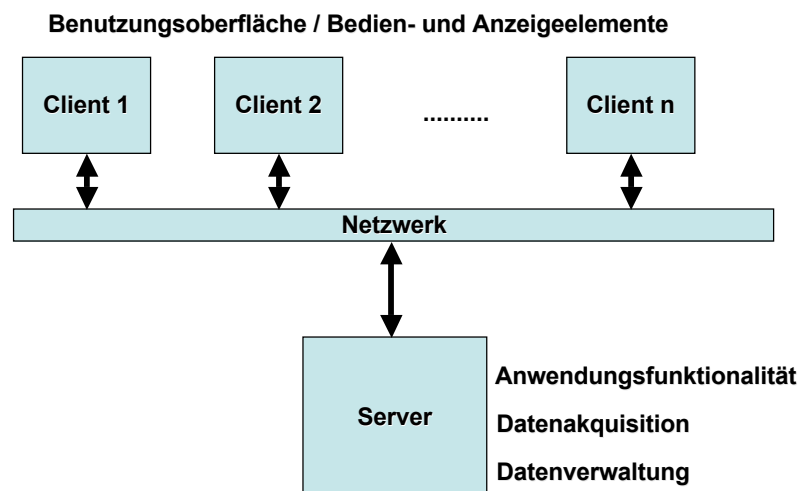 Benutzungsoberfläche / Bedien- und Anzeigeelemente
Client 1
Client 2
..........
Client n
Netzwerk
Server
Anwendungsfunktionalität
Datenakquisition
Datenverwaltung